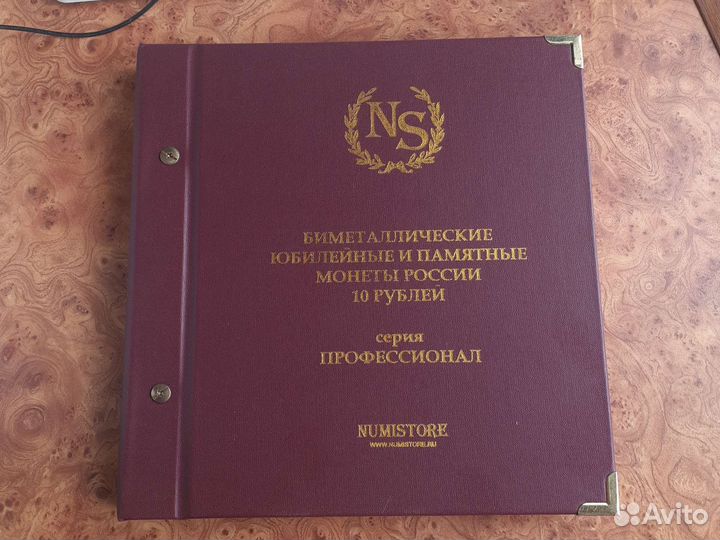 NS
БИМЕТАЛЛИЧЕСКИЕ
ЮБИЛЕЙНЫЕ И ПАМЯТНЫЕ
МОНЕТЫ РОССИИ
10 РУБЛЕЙ
серия
ПРОФЕССИОНАЛ
NUMISTORE
WWW.NUMISTORE.RU
Avito